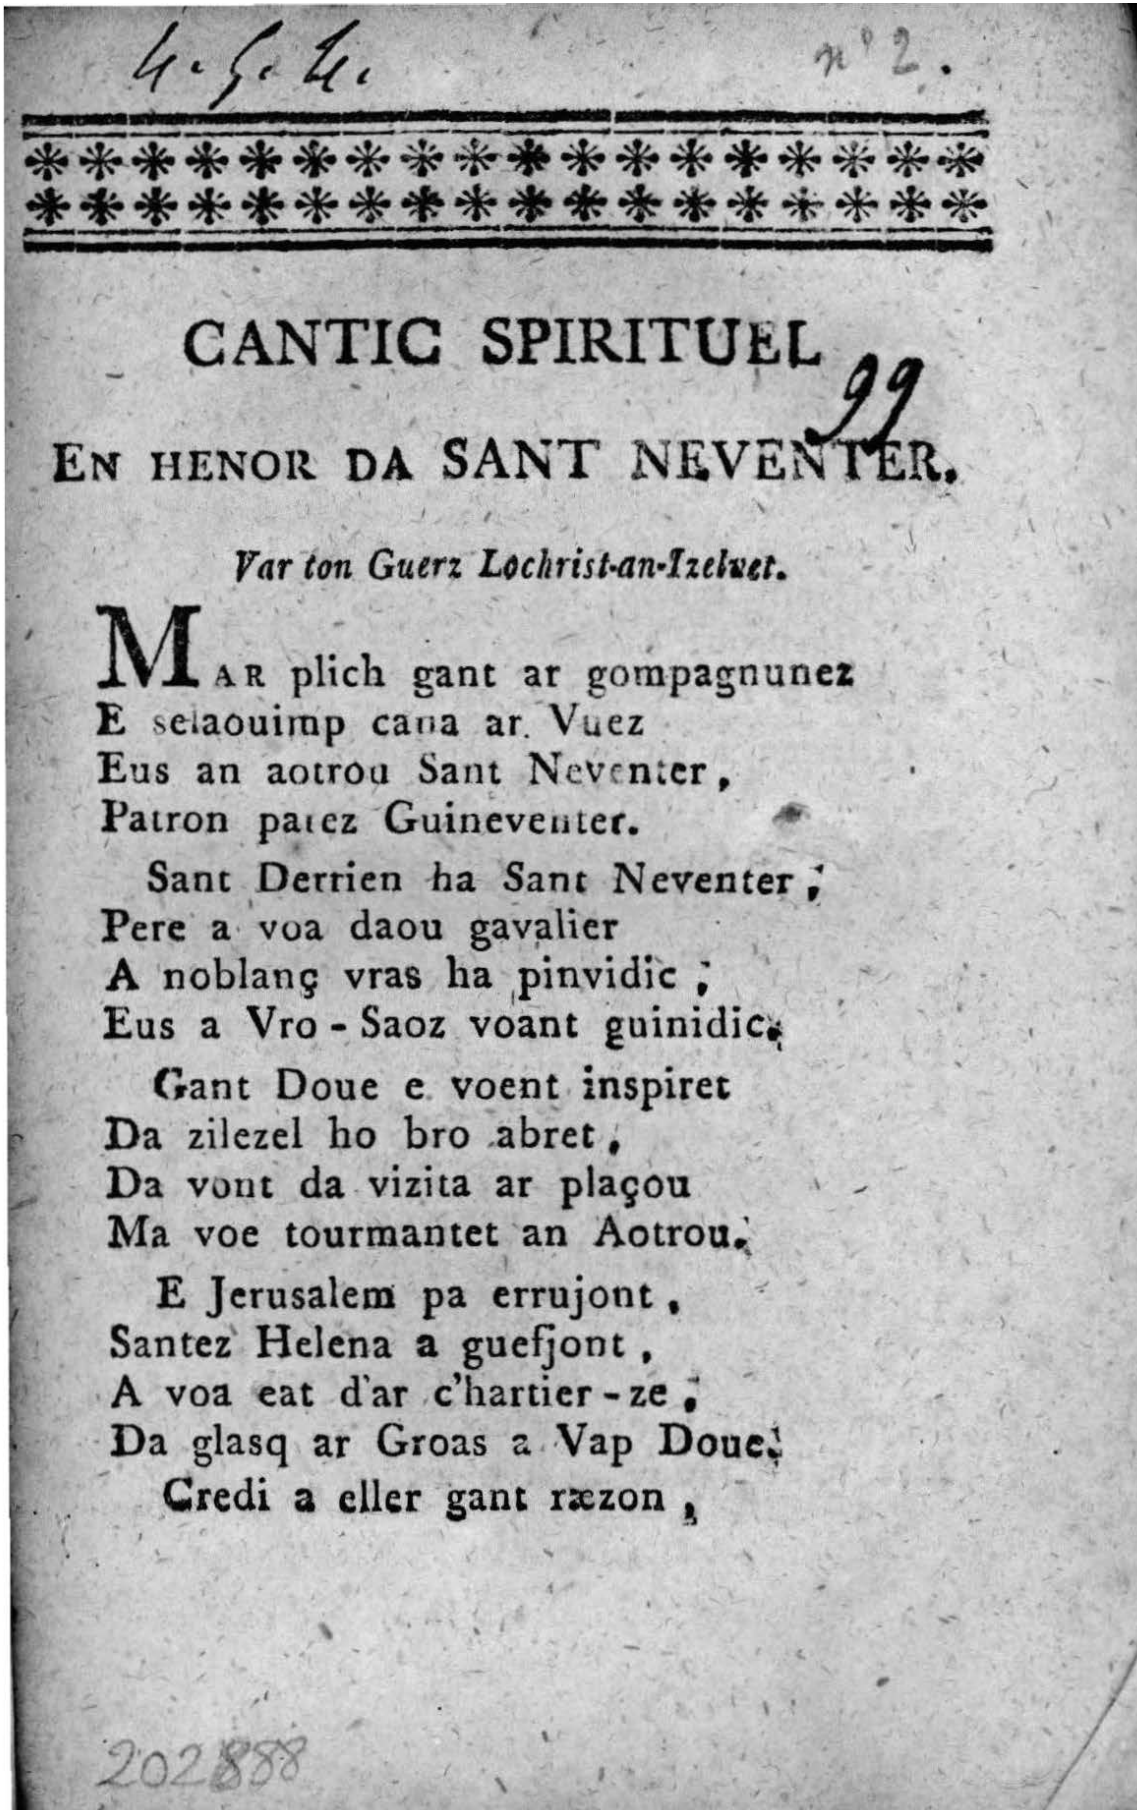 4. G. 4.
n° 2.
CANTIC SPIRITUEL
99
EN HENOR DA SANT NEVENTER.
Var ton Guerz Lochrist-an-Izelvet.
MAR plich gant ar gompagnunez
E selaouimp cana ar Vuez
Eus an aotrou Sant Neventer,
Patron parez Guineventer.
Sant Derrien ha Sant Neventer,
Pere a voa daou gavalier
A noblanç vras ha pinvidic;
Eus a Vro-Saoz voant guinidic.
Gant Doue e voent inspiret
Da zilezel ho bro abret,
Da vont da vizita ar plaçou
Ma voe tourmantet an Aotrou.
E Jerusalem pa errujont,
Santez Helena a guefjont,
A voa eat d'ar c'hartier-ze,
Da glasq ar Groas a Vap Doue.
Credi a eller gant ræzon,
202888